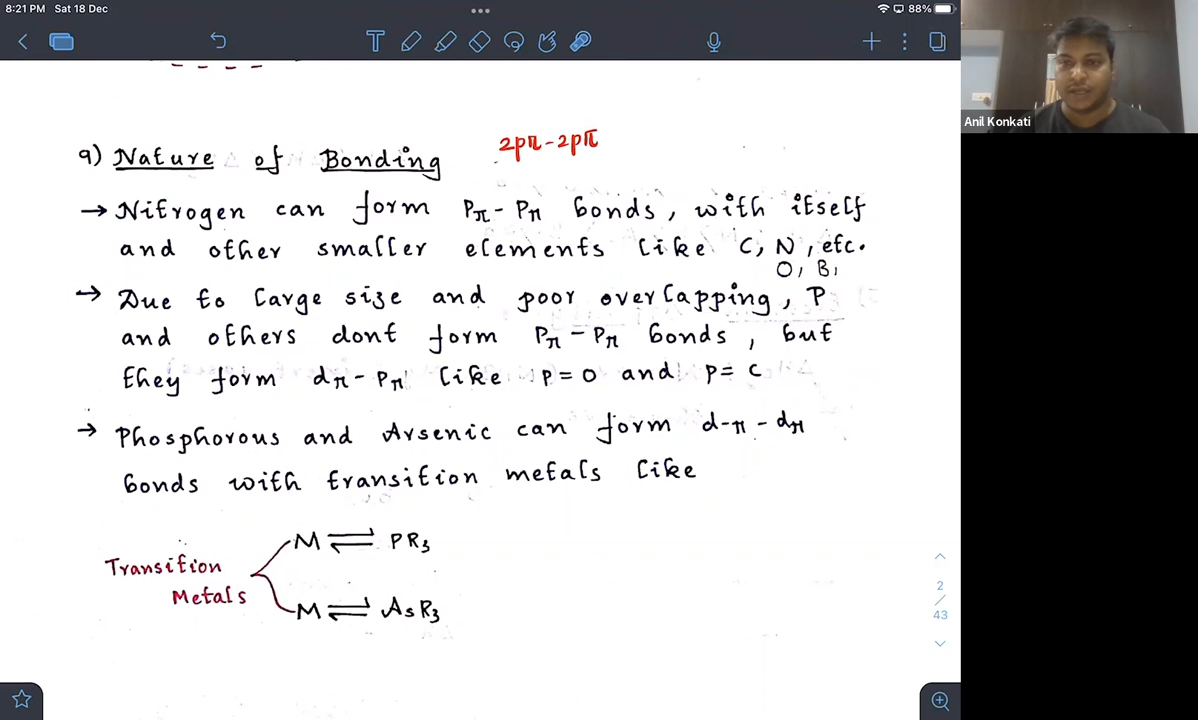 8:21 PM Sat 18 Dec
88%
Anil Konkati
9) Nature of Bonding
2pπ-2pπ
→ Nitrogen can form Pπ-Pπ bonds, with itself
and other smaller elements like C, N, etc.
O, B,
→ Due to large size and poor overlapping, P
and others dont form Pπ-Pπ bonds, but
they form dπ-Pπ like P=O and P=C
→ Phosphorous and Arsenic can form d-π-dπ
bonds with transition metals like
Transition
Metals
M ⇌ PR3
M ⇌ AsR3
2
/
43